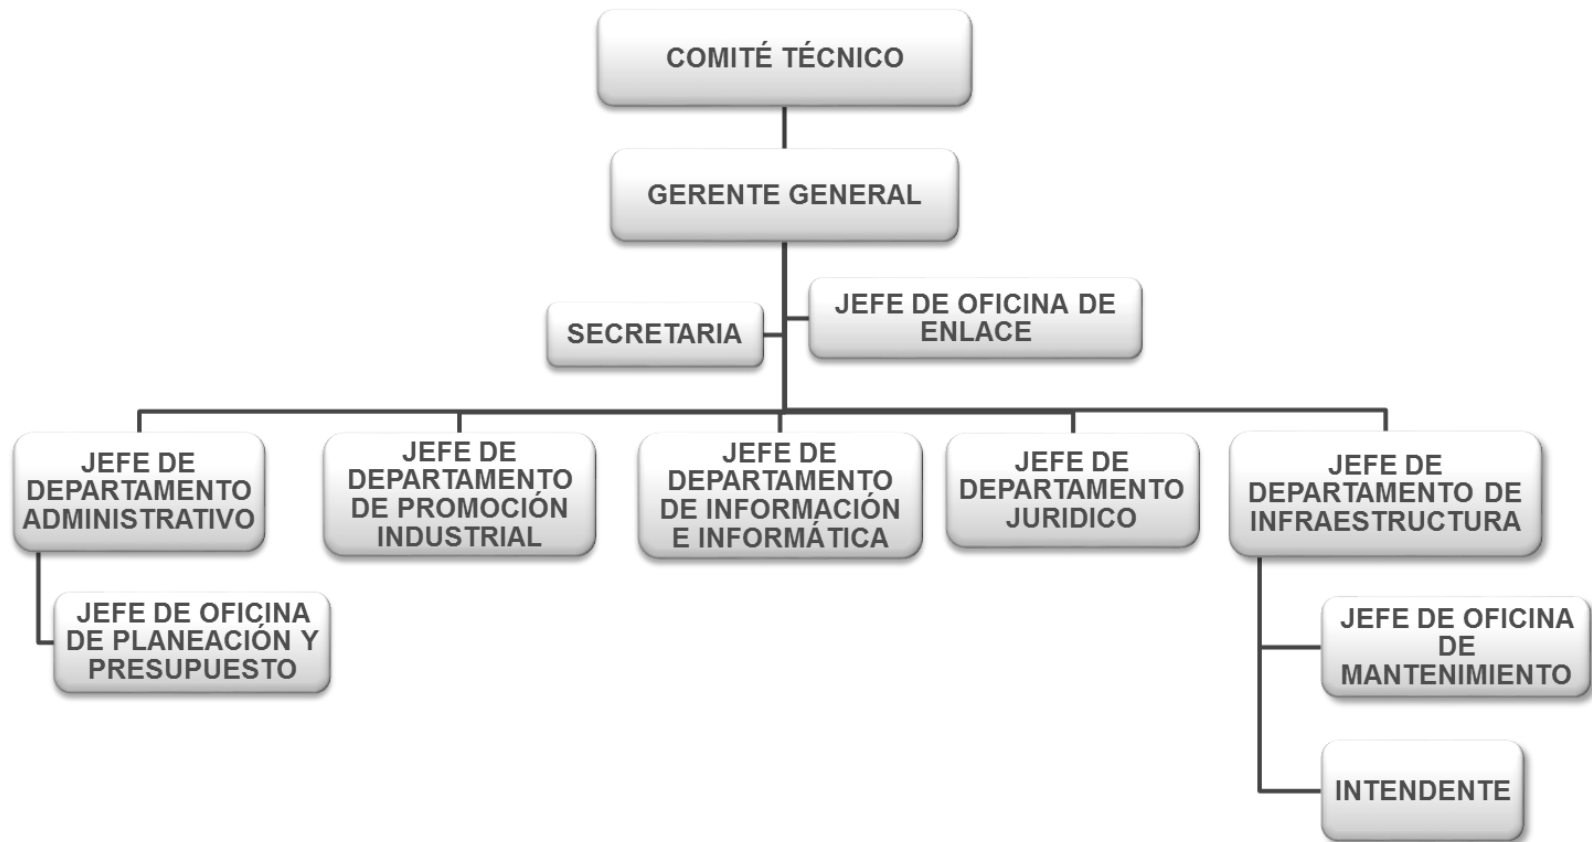 COMITÉ TÉCNICO
GERENTE GENERAL
JEFE DE OFICINA DE
ENLACE
SECRETARIA
JEFE DE
DEPARTAMENTO
ADMINISTRATIVO
JEFE DE
DEPARTAMENTO
DE PROMOCIÓN
INDUSTRIAL
JEFE DE
DEPARTAMENTO
DE INFORMACIÓN
E INFORMÁTICA
JEFE DE
DEPARTAMENTO
JURIDICO
JEFE DE
DEPARTAMENTO DE
INFRAESTRUCTURA
JEFE DE OFICINA
DE PLANEACIÓN Y
PRESUPUESTO
JEFE DE OFICINA
DE
MANTENIMIENTO
INTENDENTE